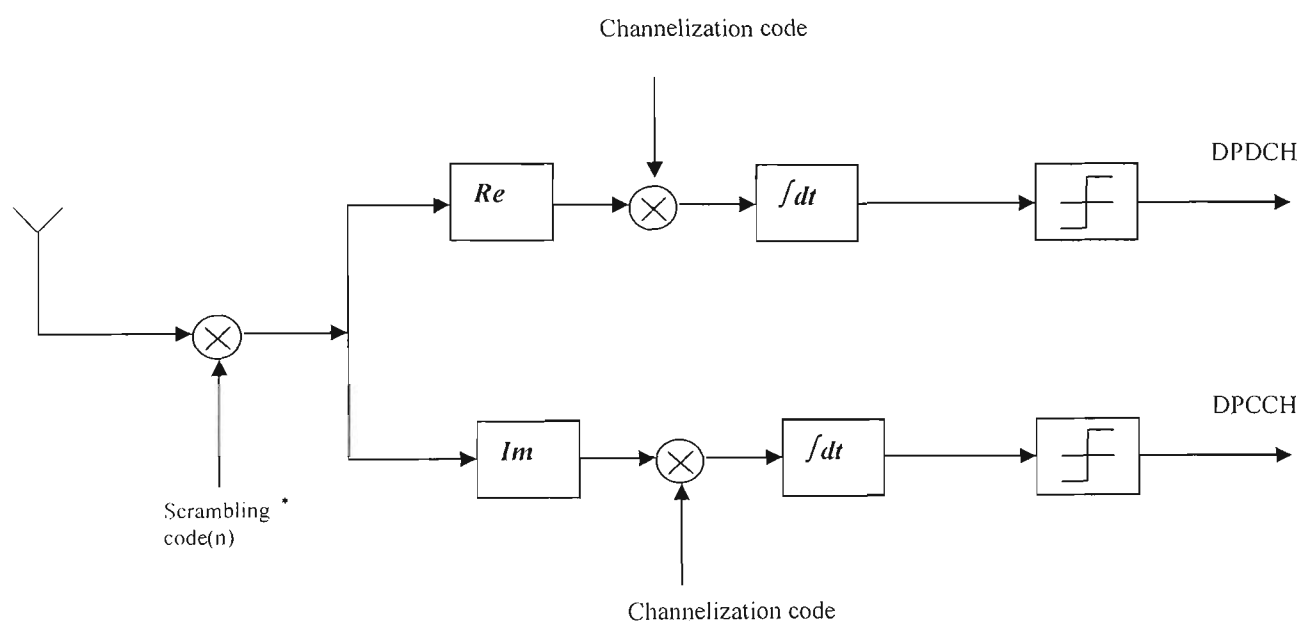 Channelization code
DPDCH
Re
∫dt
DPCCH
Im
∫dt
Scrambling *
code(n)
Channelization code